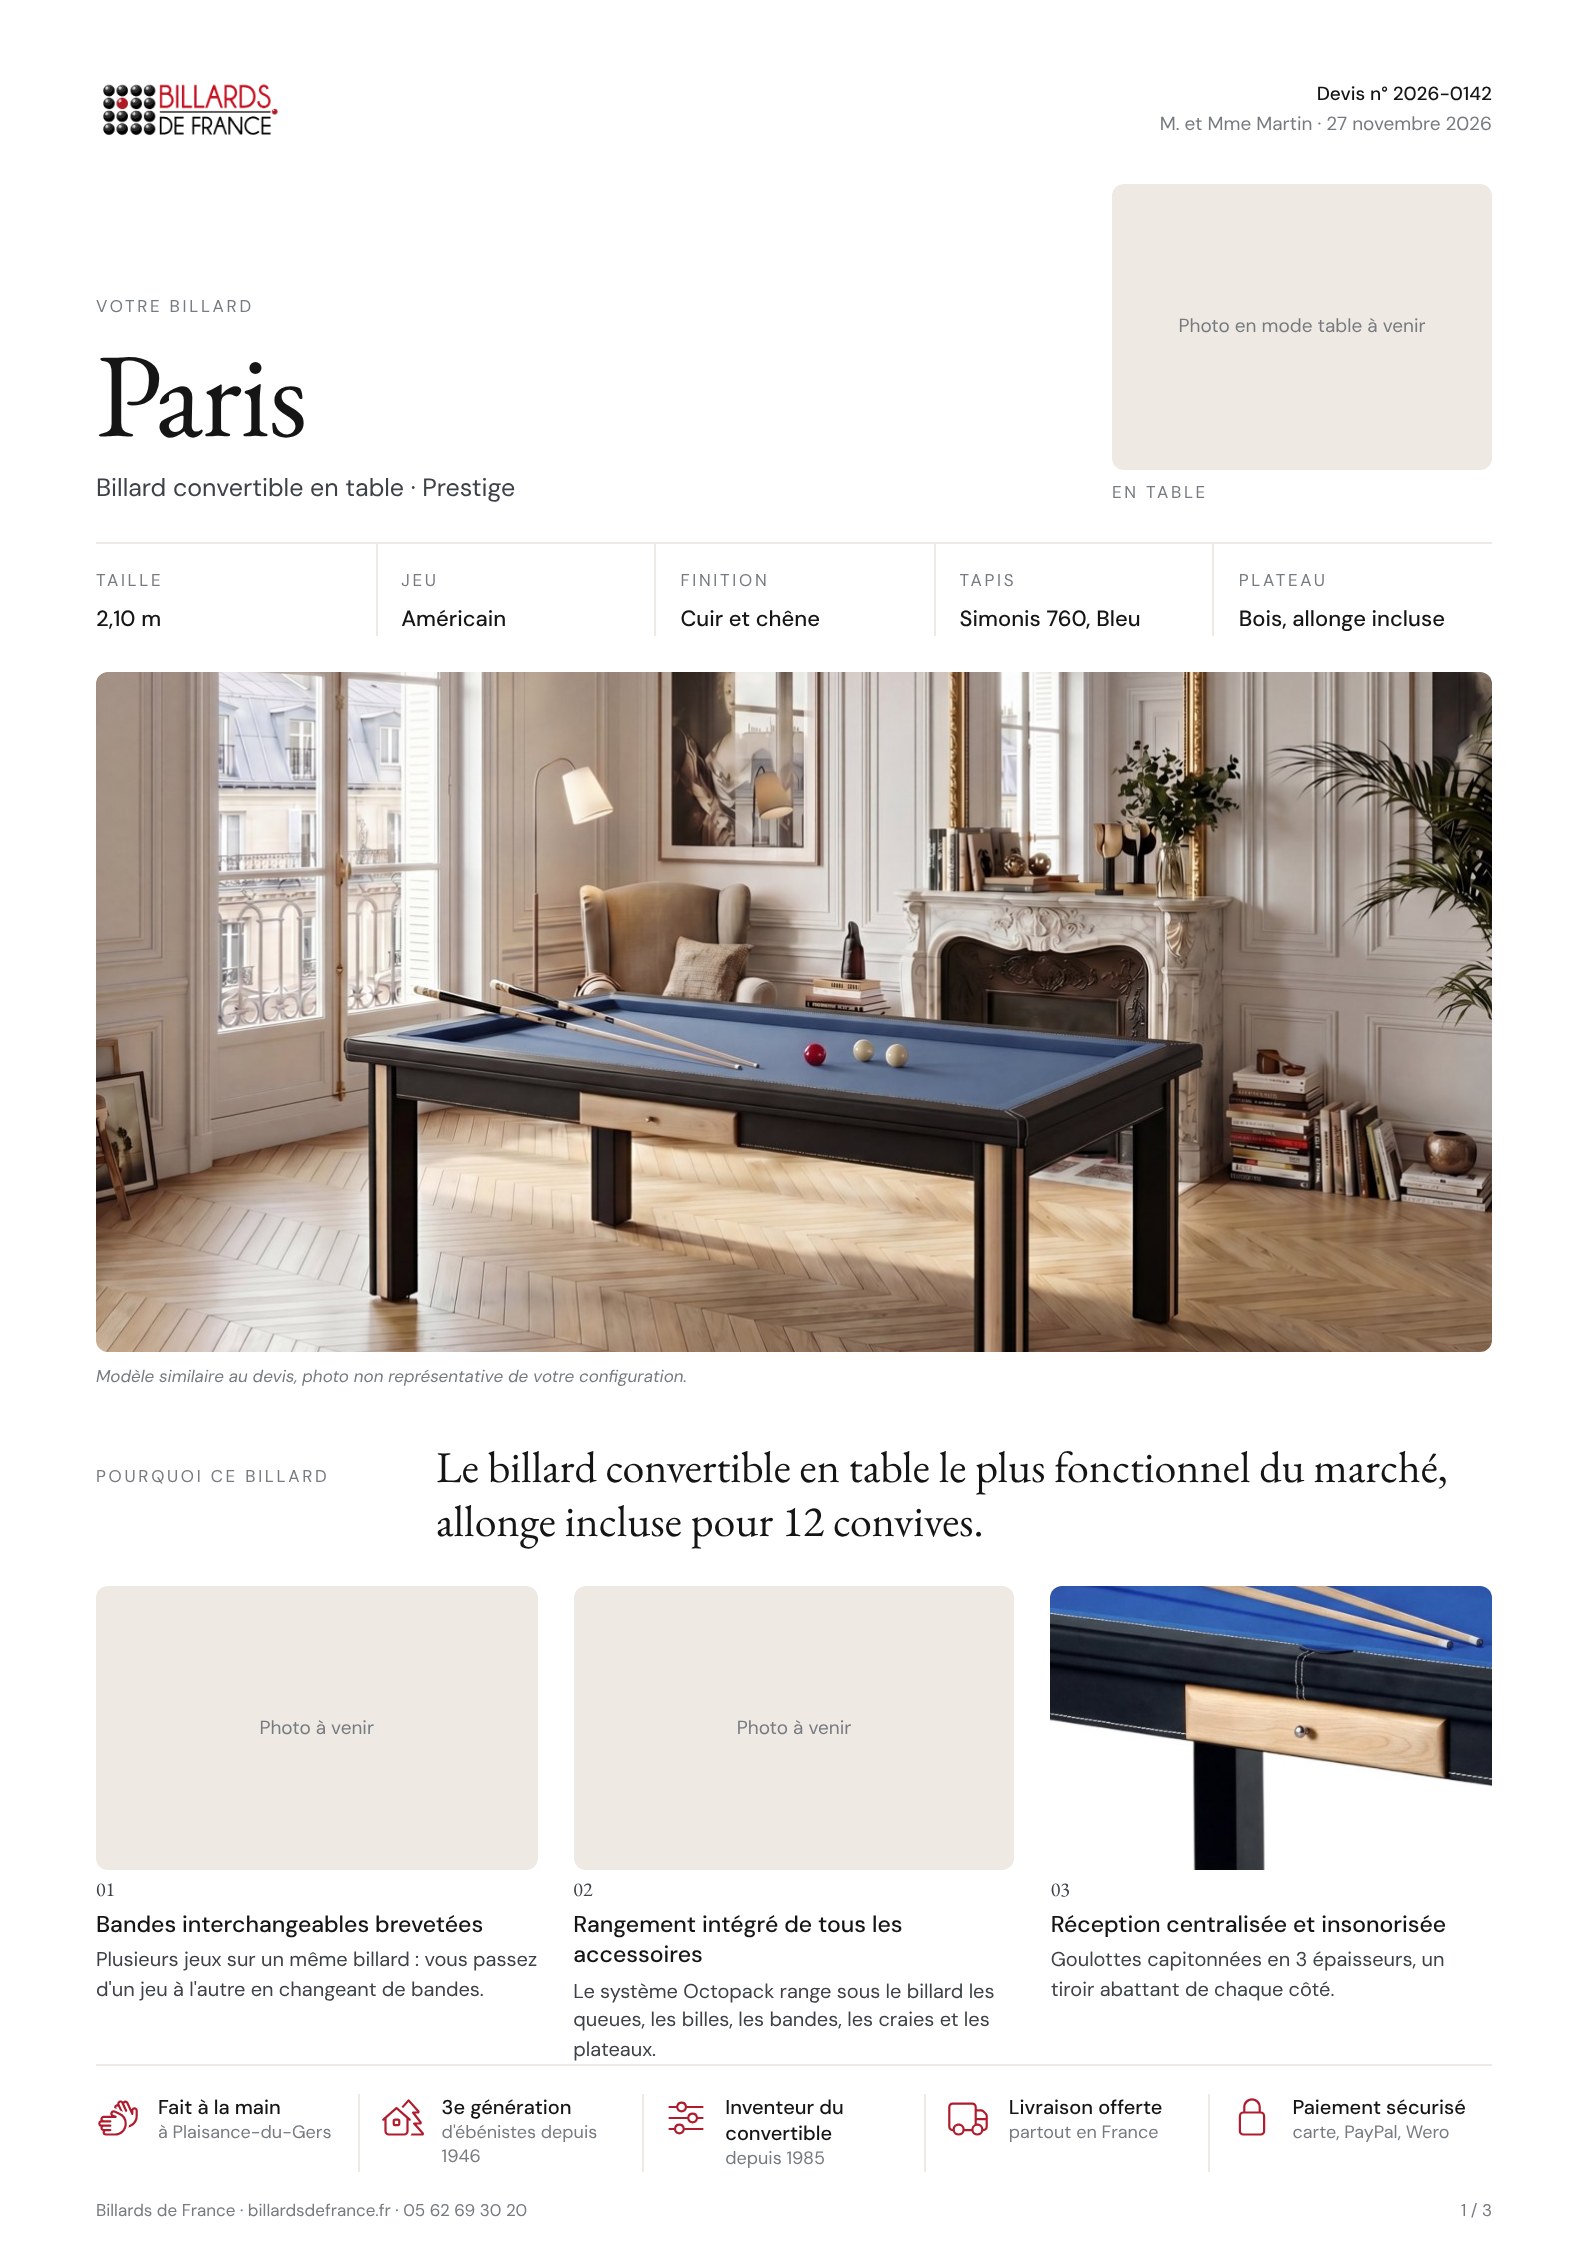 BILLARDS
DE FRANCE
Devis n° 2026-0142
M. et Mme Martin · 27 novembre 2026
Photo en mode table à venir
EN TABLE
VOTRE BILLARD
Paris
Billard convertible en table · Prestige
TAILLE
2,10 m
JEU
Américain
FINITION
Cuir et chêne
TAPIS
Simonis 760, Bleu
PLATEAU
Bois, allonge incluse
Modèle similaire au devis, photo non représentative de votre configuration.
POURQUOI CE BILLARD
Le billard convertible en table le plus fonctionnel du marché,
allonge incluse pour 12 convives.
Photo à venir
01
Bandes interchangeables brevetées
Plusieurs jeux sur un même billard : vous passez
d'un jeu à l'autre en changeant de bandes.
Photo à venir
02
Rangement intégré de tous les
accessoires
Le système Octopack range sous le billard les
queues, les billes, les bandes, les craies et les
plateaux.
03
Réception centralisée et insonorisée
Goulottes capitonnées en 3 épaisseurs, un
tiroir abattant de chaque côté.
Fait à la main
à Plaisance-du-Gers
3e génération
d'ébénistes depuis
1946
Inventeur du
convertible
depuis 1985
Livraison offerte
partout en France
Paiement sécurisé
carte, PayPal, Wero
Billards de France · billardsdefrance.fr · 05 62 69 30 20
1 / 3